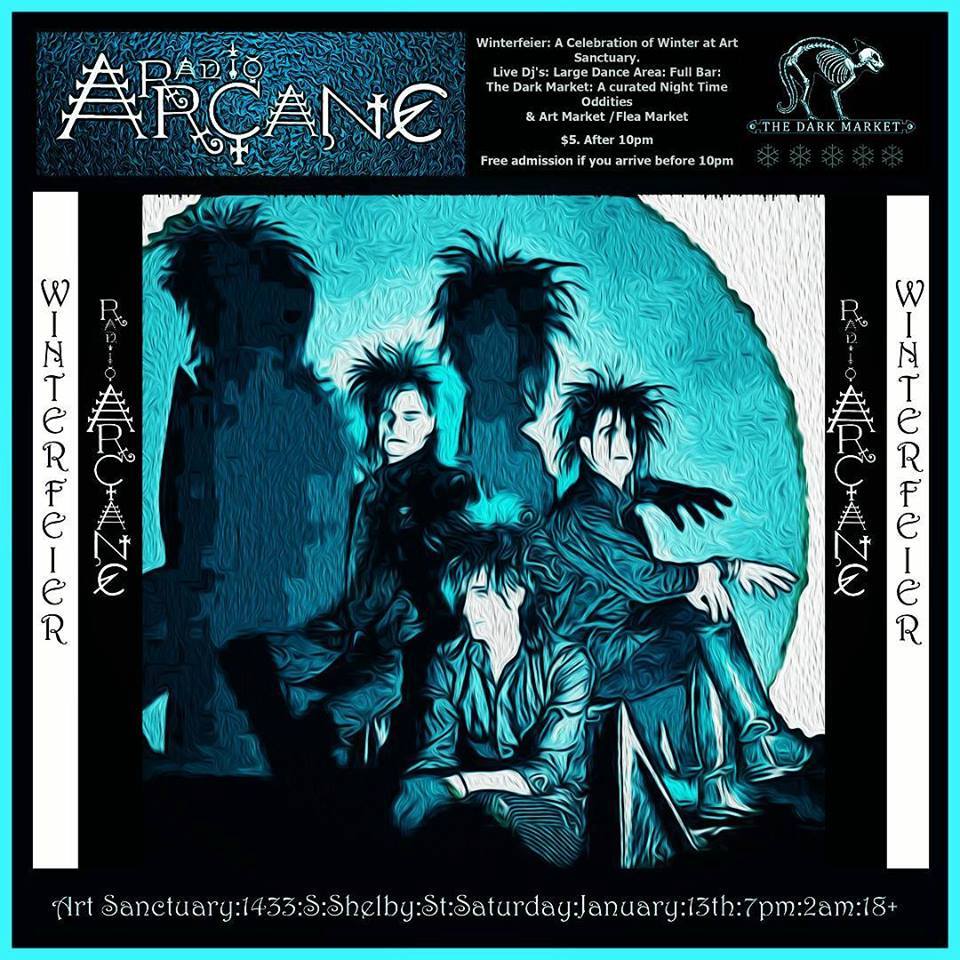 RADIO
ARCANE
Winterfeier: A Celebration of Winter at Art
Sanctuary.
Live Dj's: Large Dance Area: Full Bar:
The Dark Market: A curated Night Time
Oddities
& Art Market /Flea Market
$5. After 10pm
Free admission if you arrive before 10pm
THE DARK MARKET
WINTERFEIER
RADIO ARCANE
RADIO ARCANE
WINTERFEIER
Art Sanctuary:1433:S:Shelby:St:Saturday:January:13th:7pm:2am:18+